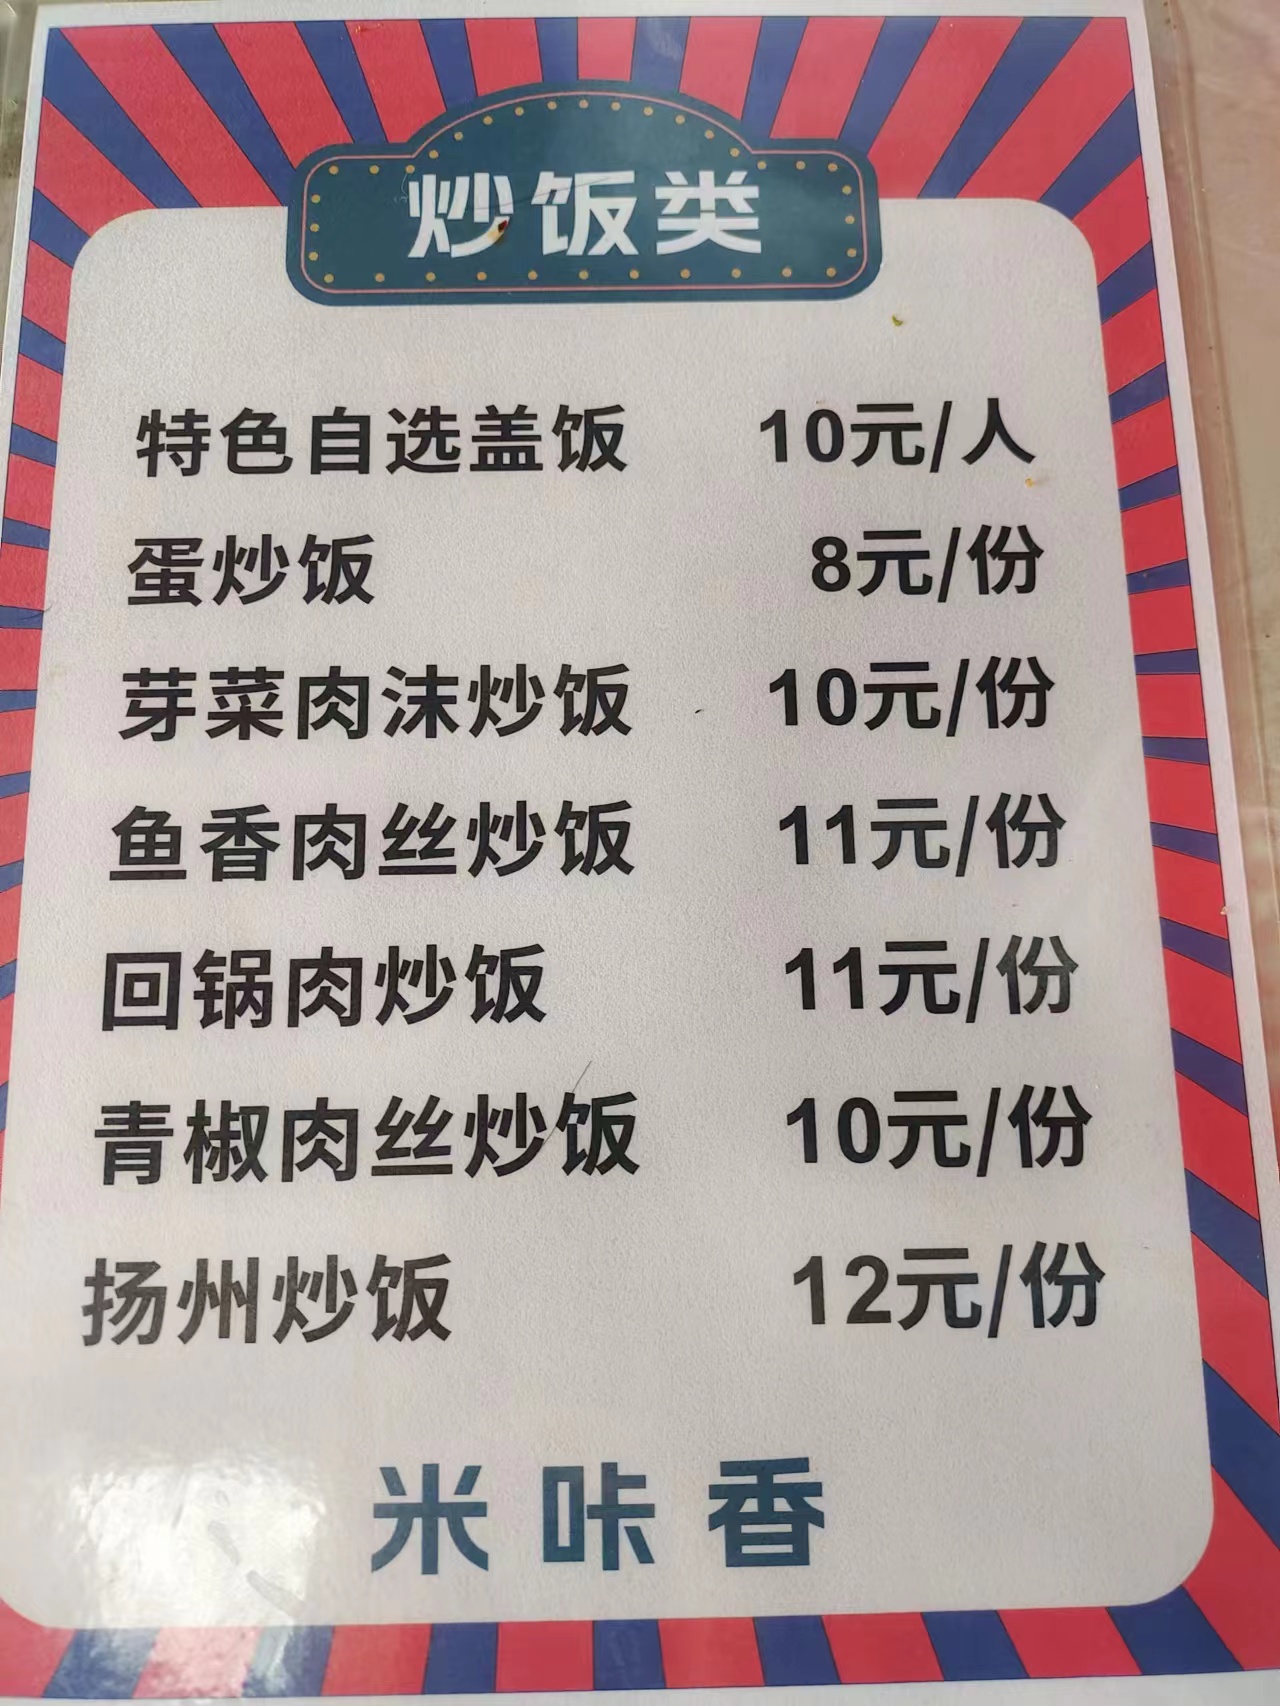 炒饭类
特色自选盖饭 10元/人
蛋炒饭 8元/份
芽菜肉沫炒饭 10元/份
鱼香肉丝炒饭 11元/份
回锅肉炒饭 11元/份
青椒肉丝炒饭 10元/份
扬州炒饭 12元/份
米咔香